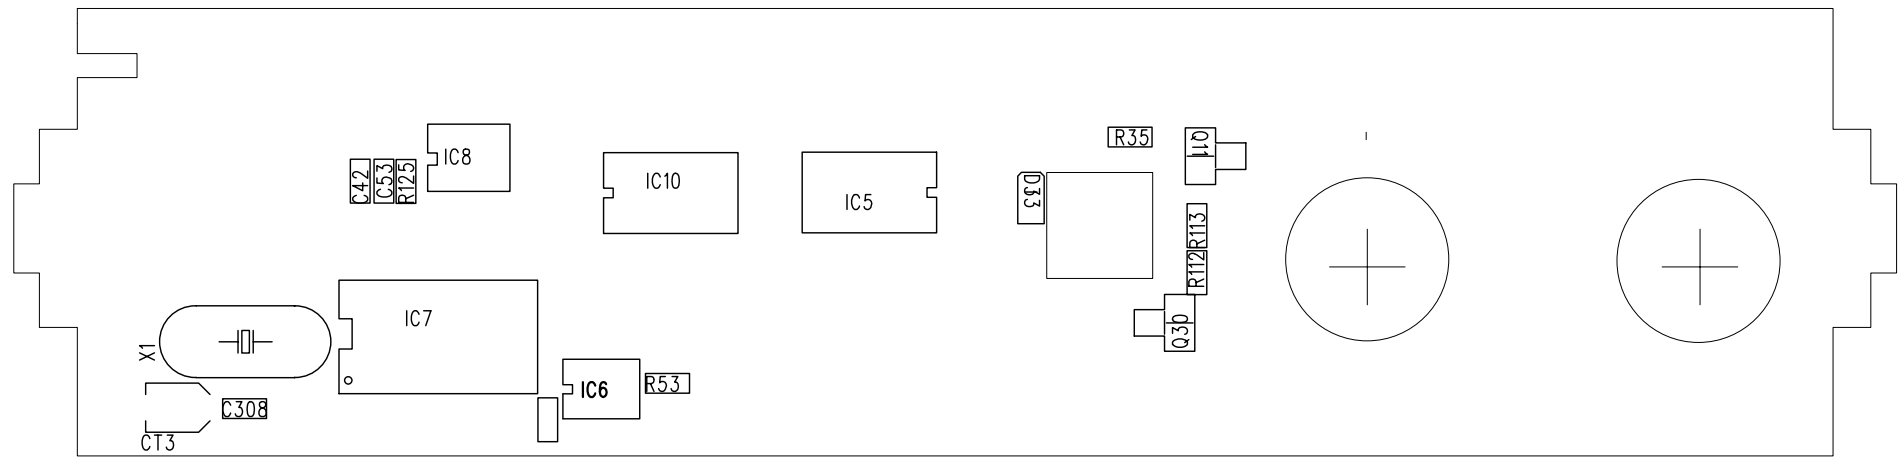 R35
Q11
IC8
C42
C53
R125
IC10
IC5
D33
R113
R112
IC7
Q30
X1
IC6
R53
C308
CT3